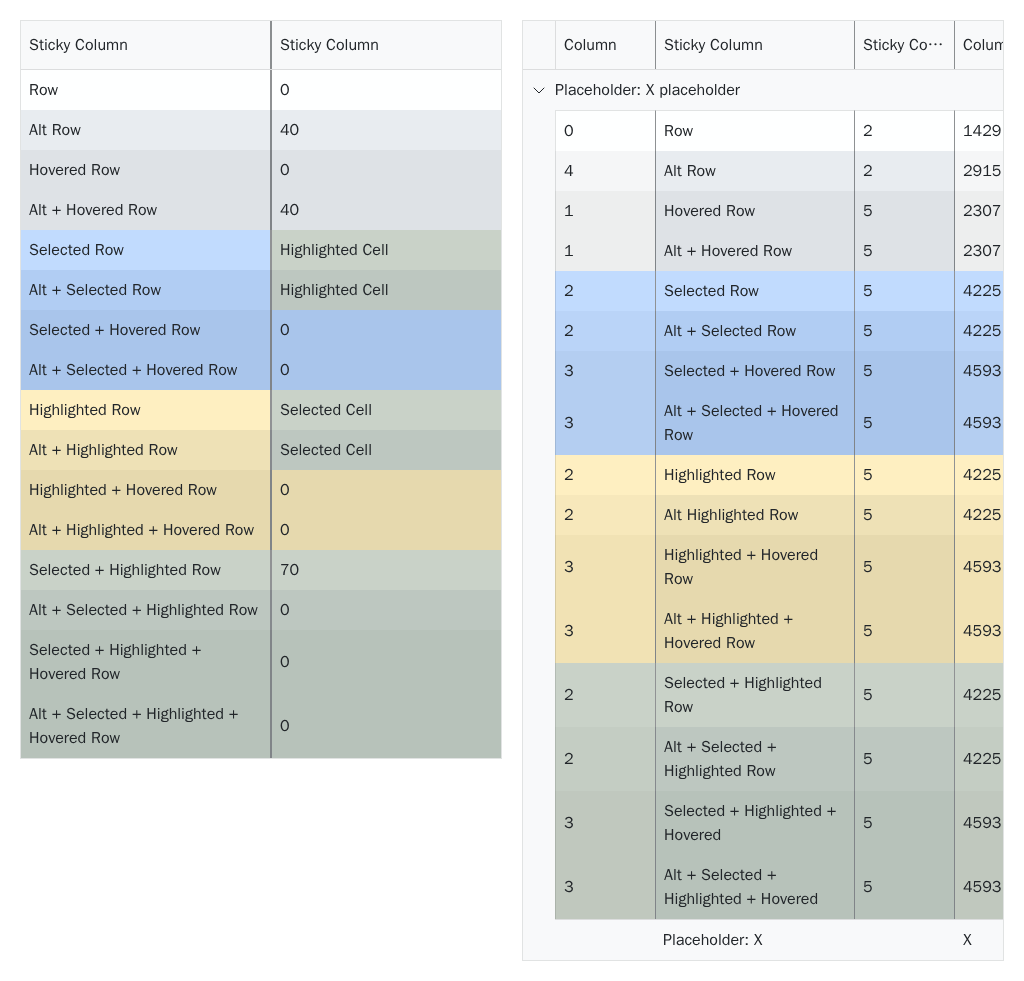 Sticky Column Sticky Column
Row 0
Alt Row 40
Hovered Row 0
Alt + Hovered Row 40
Selected Row Highlighted Cell
Alt + Selected Row Highlighted Cell
Selected + Hovered Row 0
Alt + Selected + Hovered Row 0
Highlighted Row Selected Cell
Alt + Highlighted Row Selected Cell
Highlighted + Hovered Row 0
Alt + Highlighted + Hovered Row 0
Selected + Highlighted Row 70
Alt + Selected + Highlighted Row 0
Selected + Highlighted +
Hovered Row 0
Alt + Selected + Highlighted +
Hovered Row 0
Column Sticky Column Sticky Co··· Colum
Placeholder: X placeholder
0 Row 2 1429
4 Alt Row 2 2915
1 Hovered Row 5 2307
1 Alt + Hovered Row 5 2307
2 Selected Row 5 4225
2 Alt + Selected Row 5 4225
3 Selected + Hovered Row 5 4593
3 Alt + Selected + Hovered
Row 5 4593
2 Highlighted Row 5 4225
2 Alt Highlighted Row 5 4225
3 Highlighted + Hovered
Row 5 4593
3 Alt + Highlighted +
Hovered Row 5 4593
2 Selected + Highlighted
Row 5 4225
2 Alt + Selected +
Highlighted Row 5 4225
3 Selected + Highlighted +
Hovered 5 4593
3 Alt + Selected +
Highlighted + Hovered 5 4593
Placeholder: X X